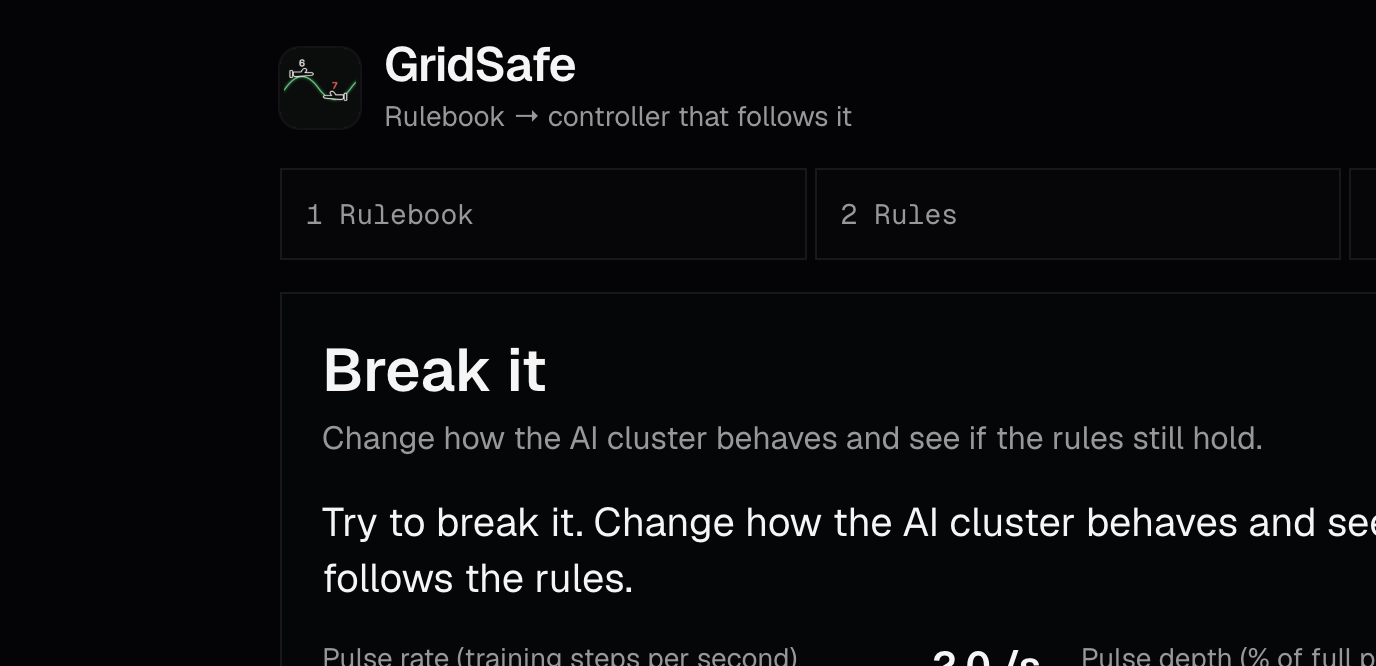 6
7
GridSafe
Rulebook → controller that follows it
1 Rulebook
2 Rules
Break it
Change how the AI cluster behaves and see if the rules still hold.
Try to break it. Change how the AI cluster behaves and see
follows the rules.
Pulse rate (training steps per second) 2.0 /s Pulse depth (% of full